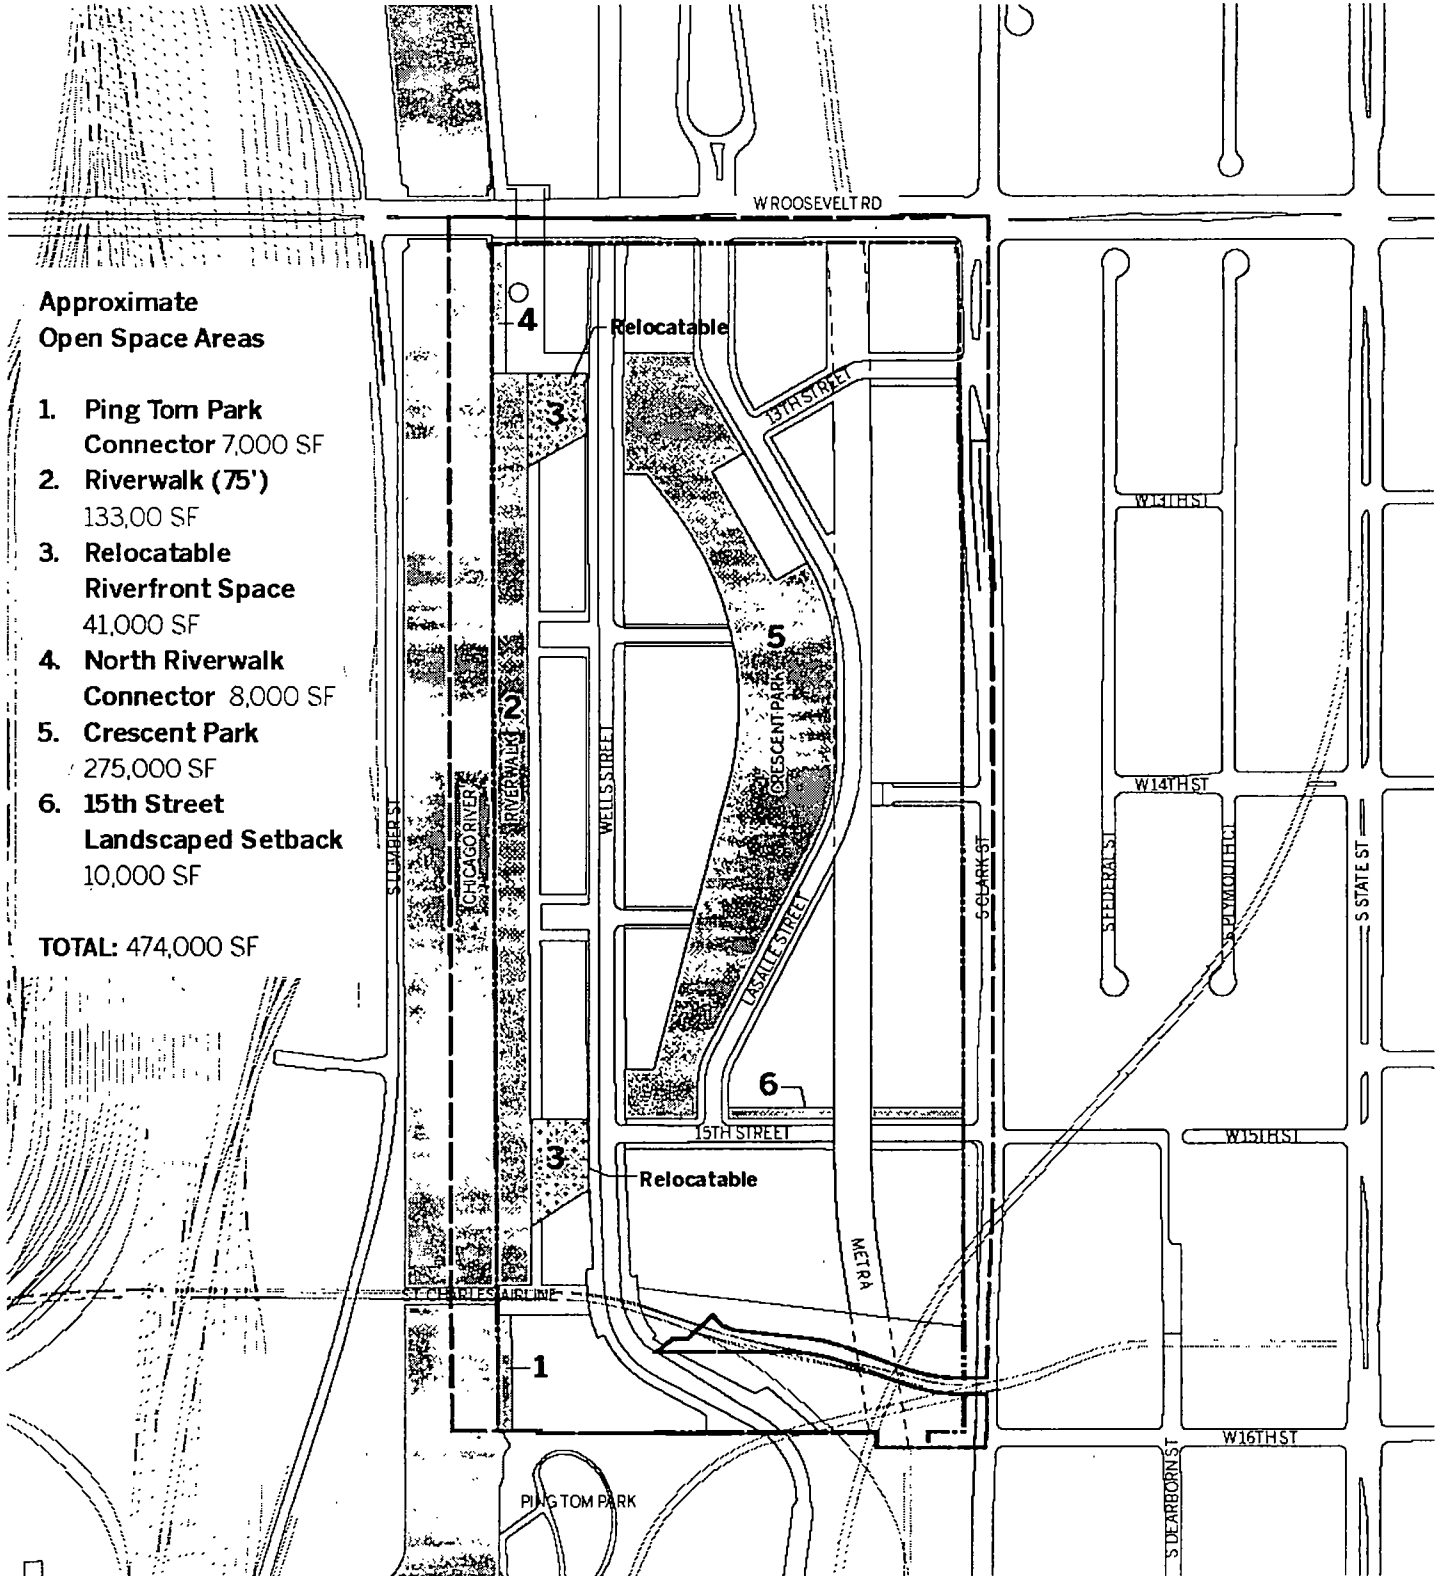 W ROOSEVELT RD
Approximate
Open Space Areas
1. Ping Tom Park
Connector 7,000 SF
2. Riverwalk (75')
133,00 SF
3. Relocatable
Riverfront Space
41,000 SF
4. North Riverwalk
Connector 8,000 SF
5. Crescent Park
275,000 SF
6. 15th Street
Landscaped Setback
10,000 SF
TOTAL: 474,000 SF
4
Relocatable
3
13TH STREET
W 13TH ST
5
CRESCENT PARK
2
RIVERWALK
CHICAGO RIVER
S LUMBER ST
WELLS STREET
W 14TH ST
S CLARK ST
S FEDERAL ST
S PLYMOUTH CT
S STATE ST
LASALLE STREET
6
15TH STREET
W 15TH ST
3
Relocatable
METRA
ST CHARLES AIRLINE
1
W 16TH ST
S DEARBORN ST
PING TOM PARK